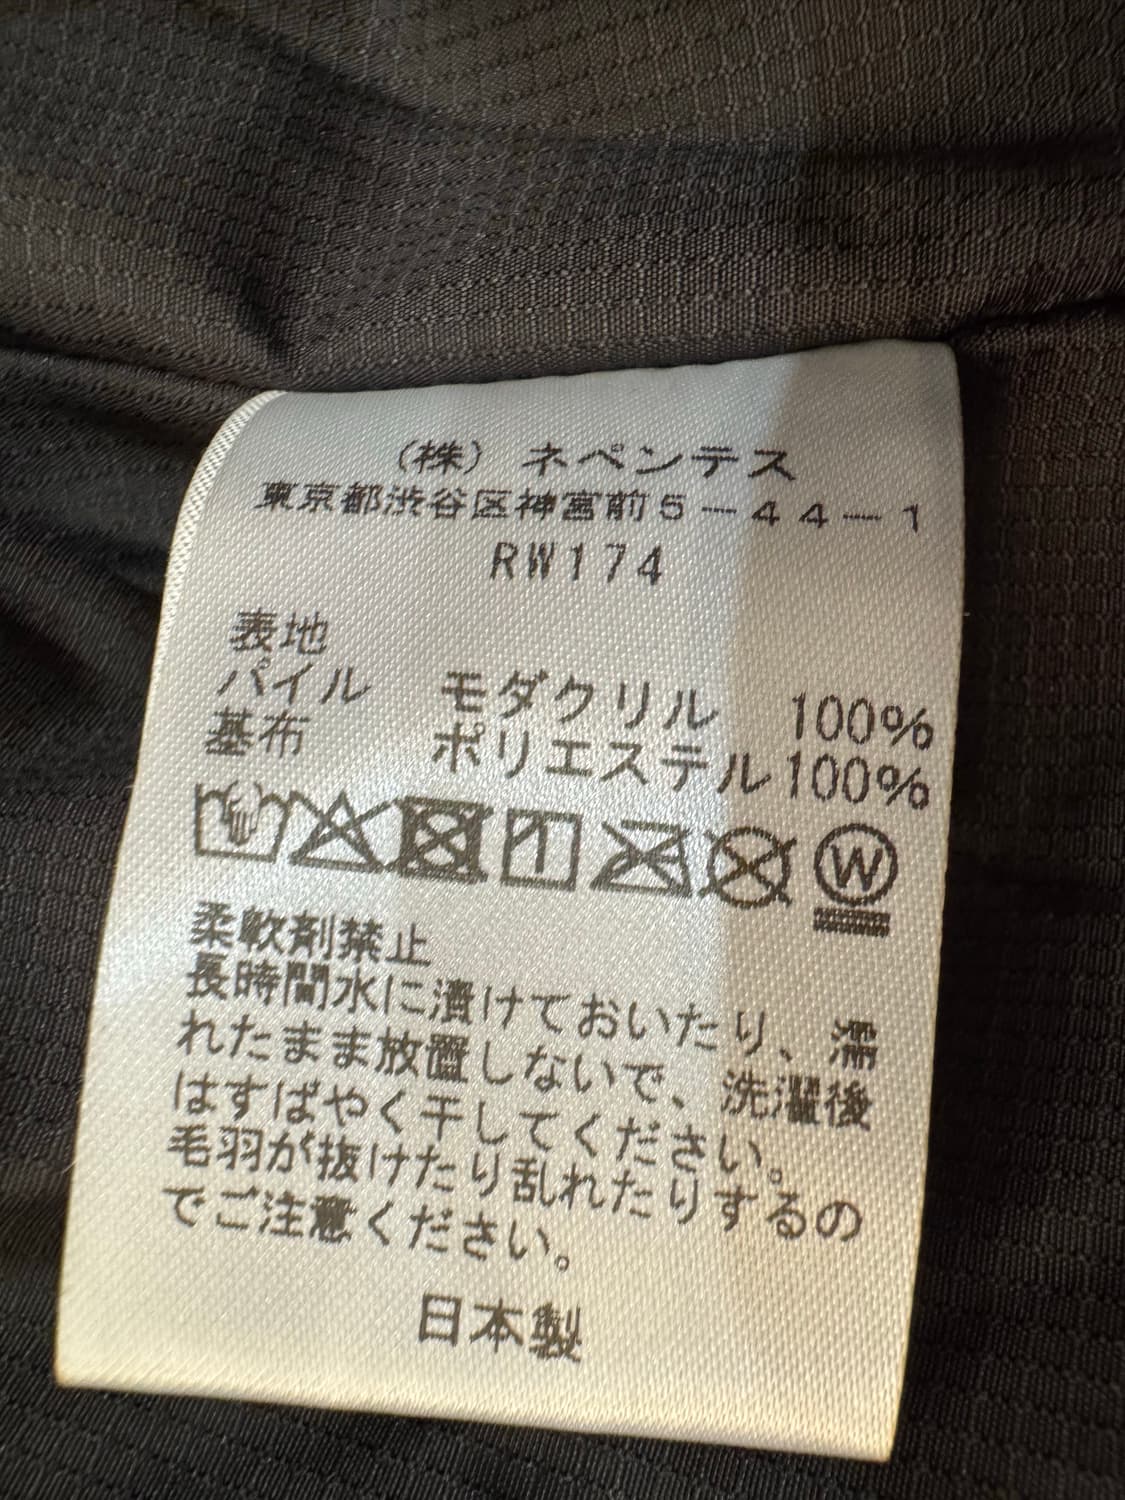 (株) ネペンテス
東京都渋谷区神宮前5-44-1
RW174
表地
パイル モダクリル 100%
基布 ポリエステル100%
W
柔軟剤禁止
長時間水に漬けておいたり、濡
れたまま放置しないで、洗濯後
はすばやく干してください。
毛羽が抜けたり乱れたりするの
でご注意ください。
日本製